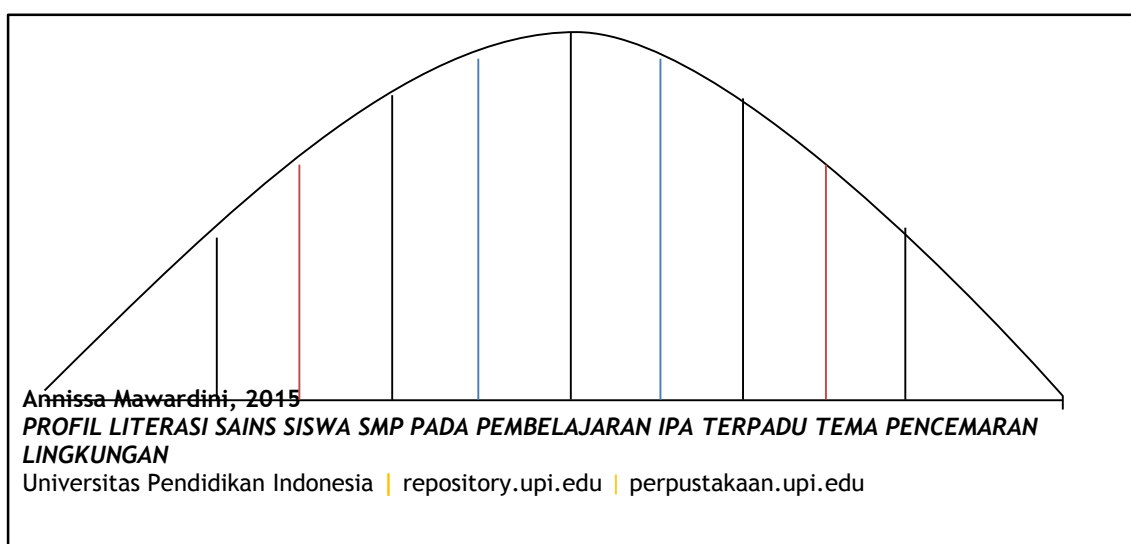 Annissa Mawardini, 2015
PROFIL LITERASI SAINS SISWA SMP PADA PEMBELAJARAN IPA TERPADU TEMA PENCEMARAN
LINGKUNGAN
Universitas Pendidikan Indonesia | repository.upi.edu | perpustakaan.upi.edu